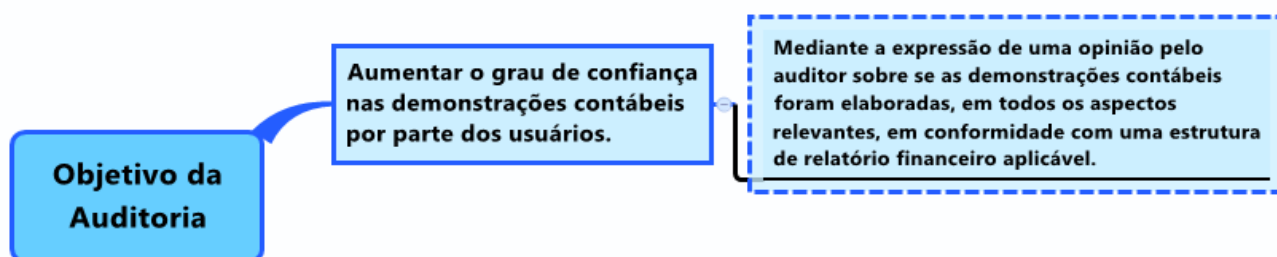 Objetivo da
Auditoria
Aumentar o grau de confiança
nas demonstrações contábeis
por parte dos usuários.
Mediante a expressão de uma opinião pelo
auditor sobre se as demonstrações contábeis
foram elaboradas, em todos os aspectos
relevantes, em conformidade com uma estrutura
de relatório financeiro aplicável.